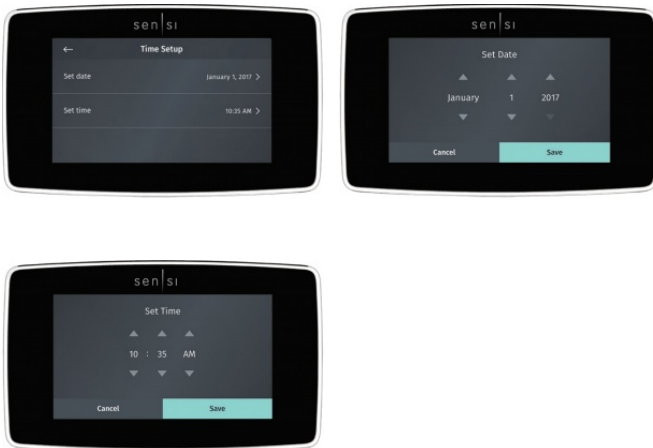 sensi
← Time Setup
Set date January 1, 2017 >
Set time 10:35 AM >
sensi
Set Date
January 1 2017
Cancel Save
sensi
Set Time
10 : 35 AM
Cancel Save